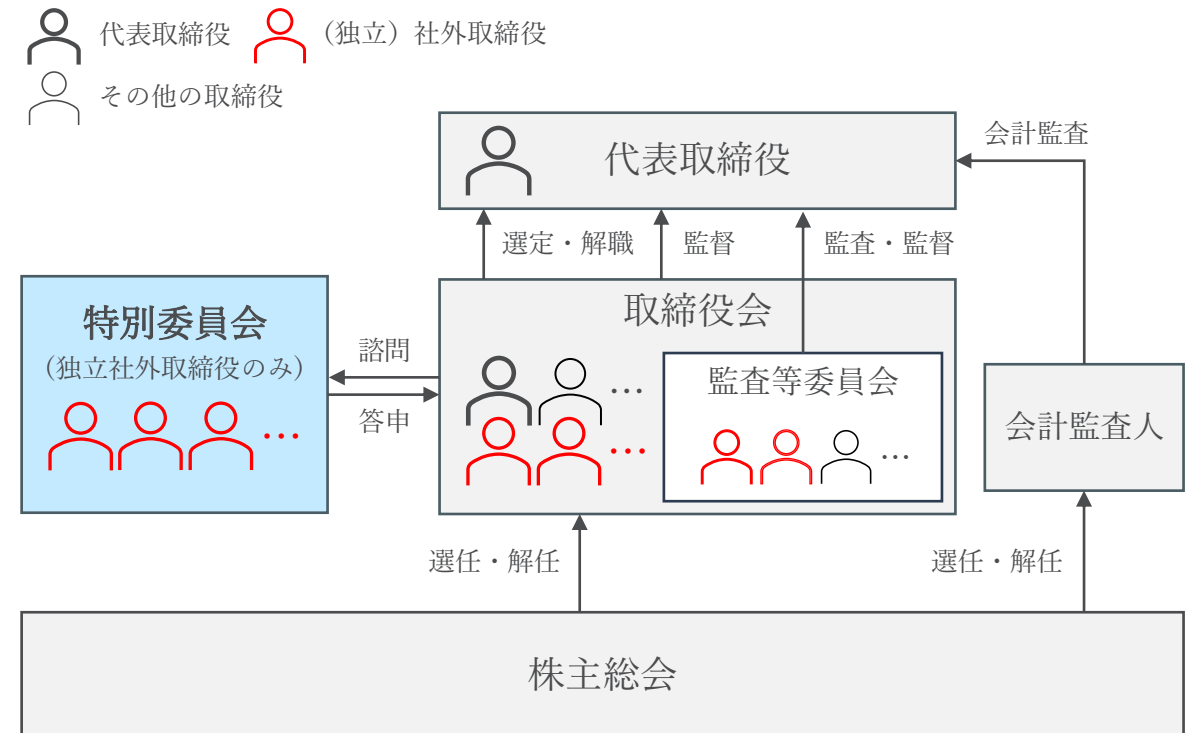 代表取締役
（独立）社外取締役
その他の取締役
代表取締役
会計監査
選定・解職
監督
監査・監督
特別委員会
（独立社外取締役のみ）
…
諮問
答申
取締役会
…
…
監査等委員会
…
会計監査人
選任・解任
選任・解任
株主総会